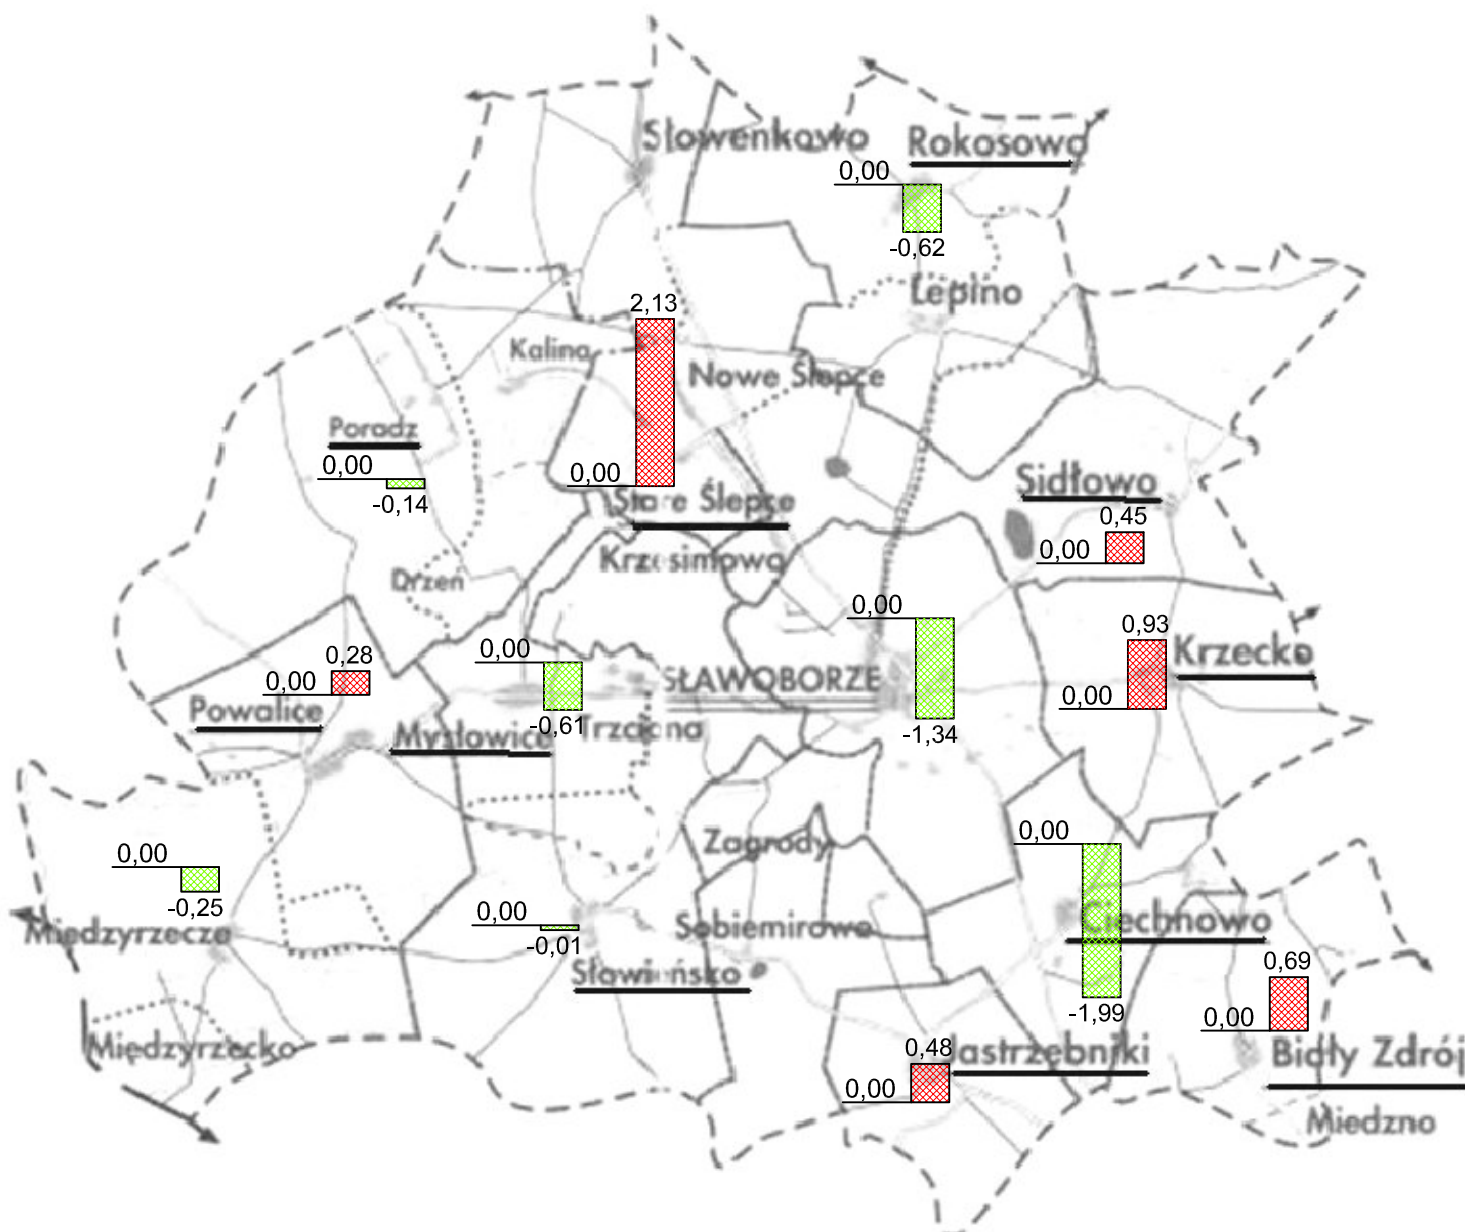 Słowenkowo
Rokosowo
0,00
-0,62
Lepino
2,13
Kalina
Nowe Ślepce
Poradz
0,00
-0,14
0,00
Stare Ślepce
Sidłowo
0,45
0,00
Krzesimowo
Drzeń
0,00
0,93
Krzecko
0,00
0,28
0,00
-0,61
SŁAWOBORZE
0,00
Powalice
Mysłowice
Trzciana
-1,34
0,00
Zagrody
0,00
-0,25
Międzyrzecze
0,00
-0,01
Sobiemirowo
Ciechnowo
Słowieńsko
0,69
-1,99
0,00
Międzyrzecko
0,48
Jastrzębniki
Biały Zdrój
0,00
Miedzno